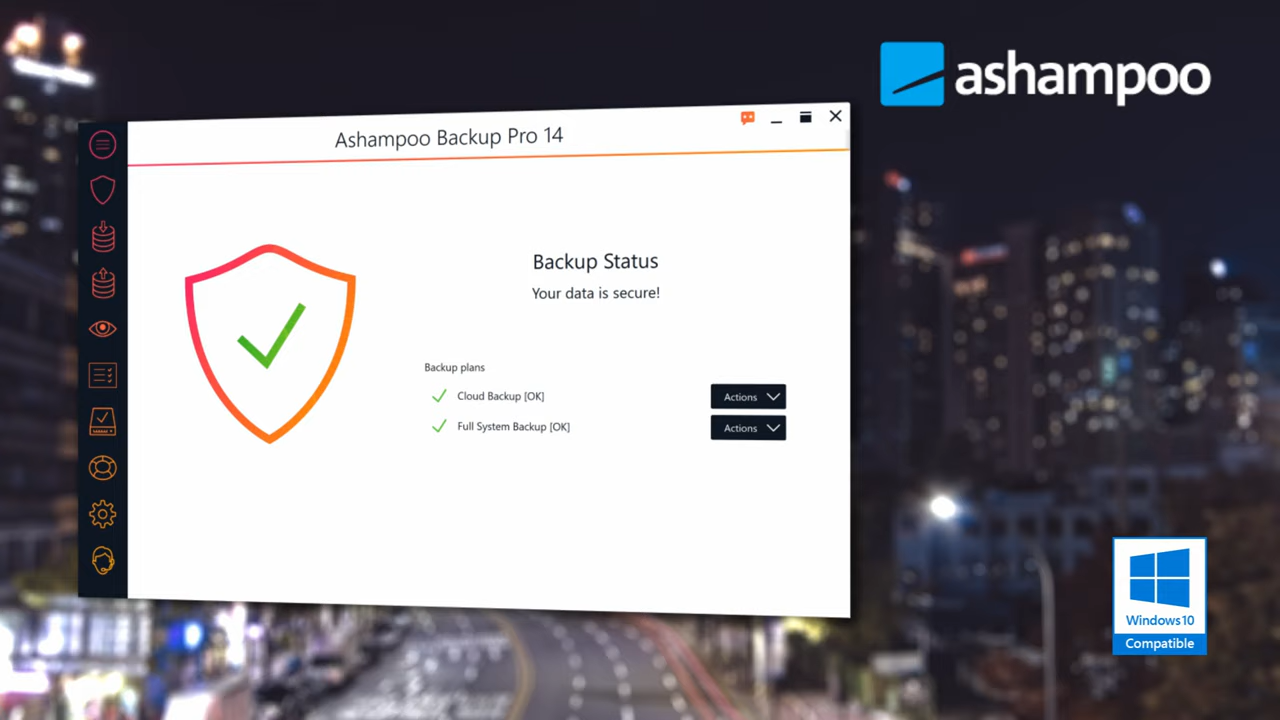 ashampoo
Ashampoo Backup Pro 14
Backup Status
Your data is secure!
Backup plans
Cloud Backup [OK]
Actions
Full System Backup [OK]
Actions
Windows10
Compatible